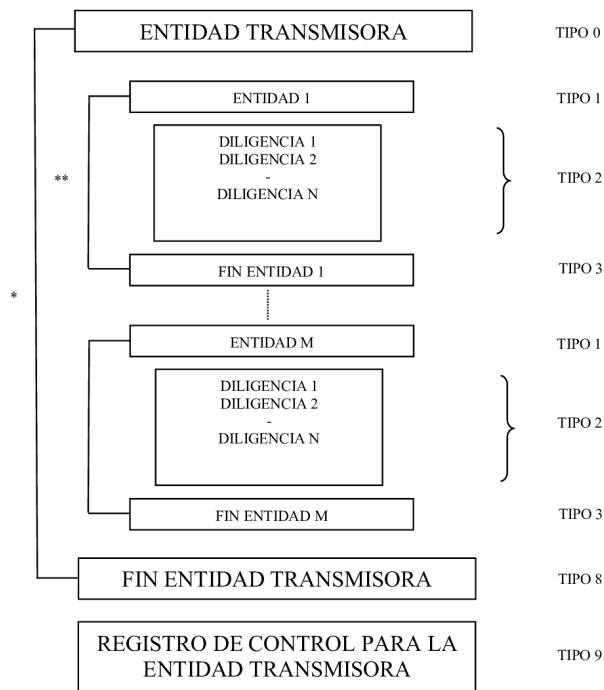 ENTIDAD TRANSMISORA TIPO 0
ENTIDAD 1 TIPO 1
DILIGENCIA 1
DILIGENCIA 2
** - TIPO 2
DILIGENCIA N
FIN ENTIDAD 1 TIPO 3
*
ENTIDAD M TIPO 1
DILIGENCIA 1
DILIGENCIA 2
- TIPO 2
DILIGENCIA N
FIN ENTIDAD M TIPO 3
FIN ENTIDAD TRANSMISORA TIPO 8
REGISTRO DE CONTROL PARA LA
ENTIDAD TRANSMISORA TIPO 9